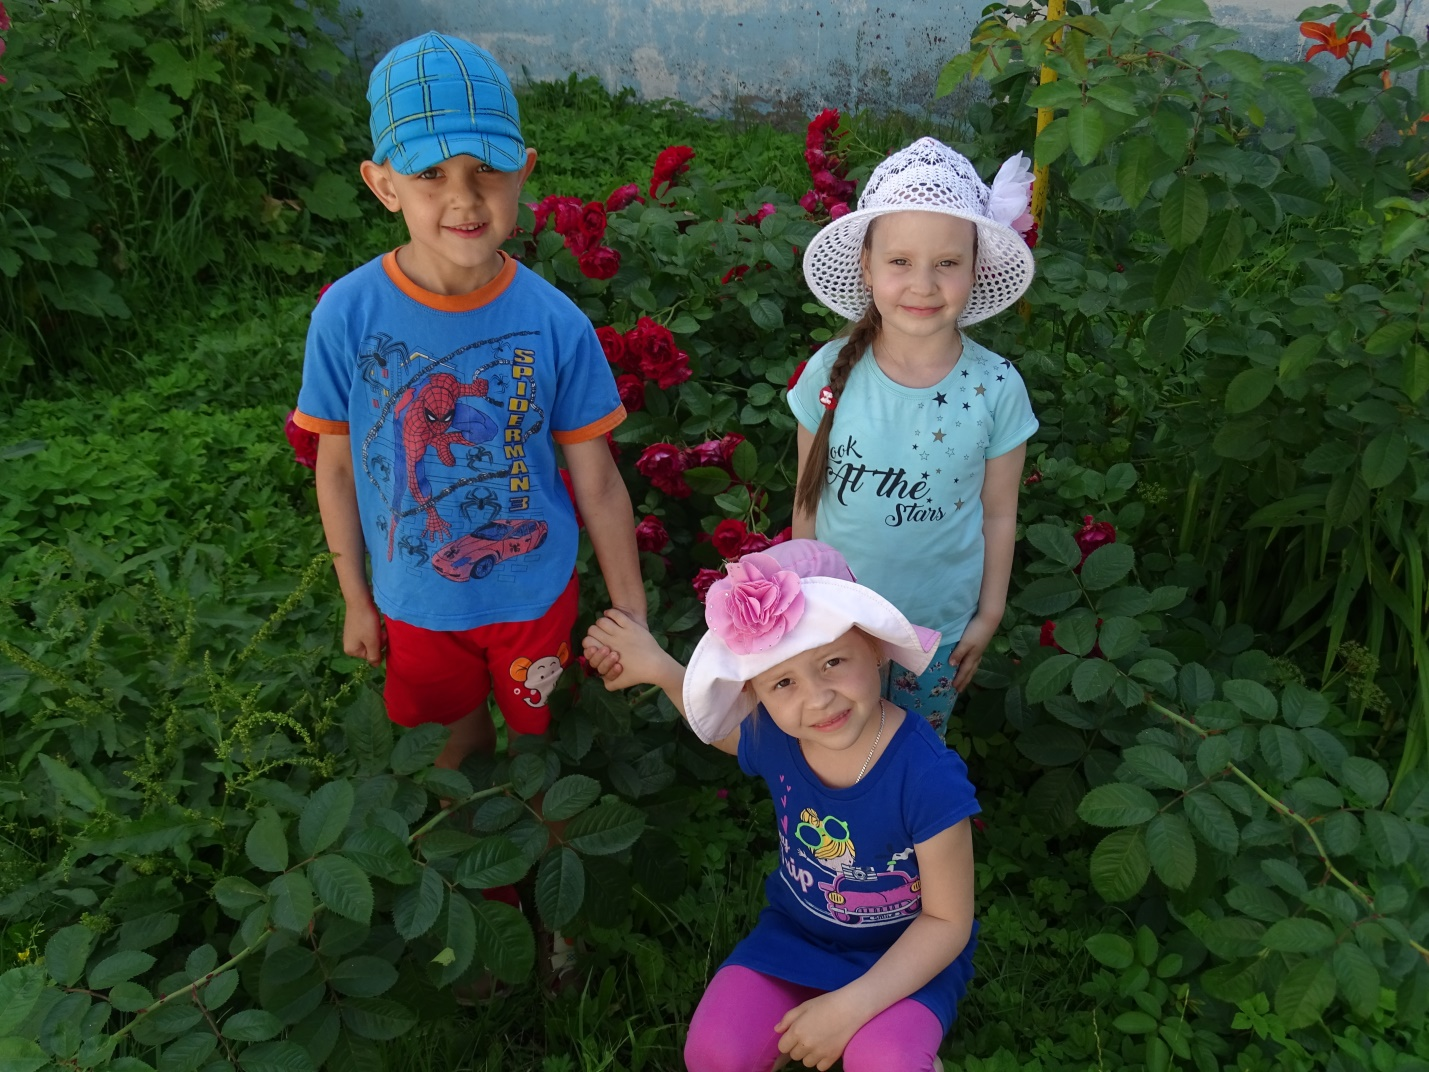 SPIDERMAN 3
ook
At the
Stars
rip